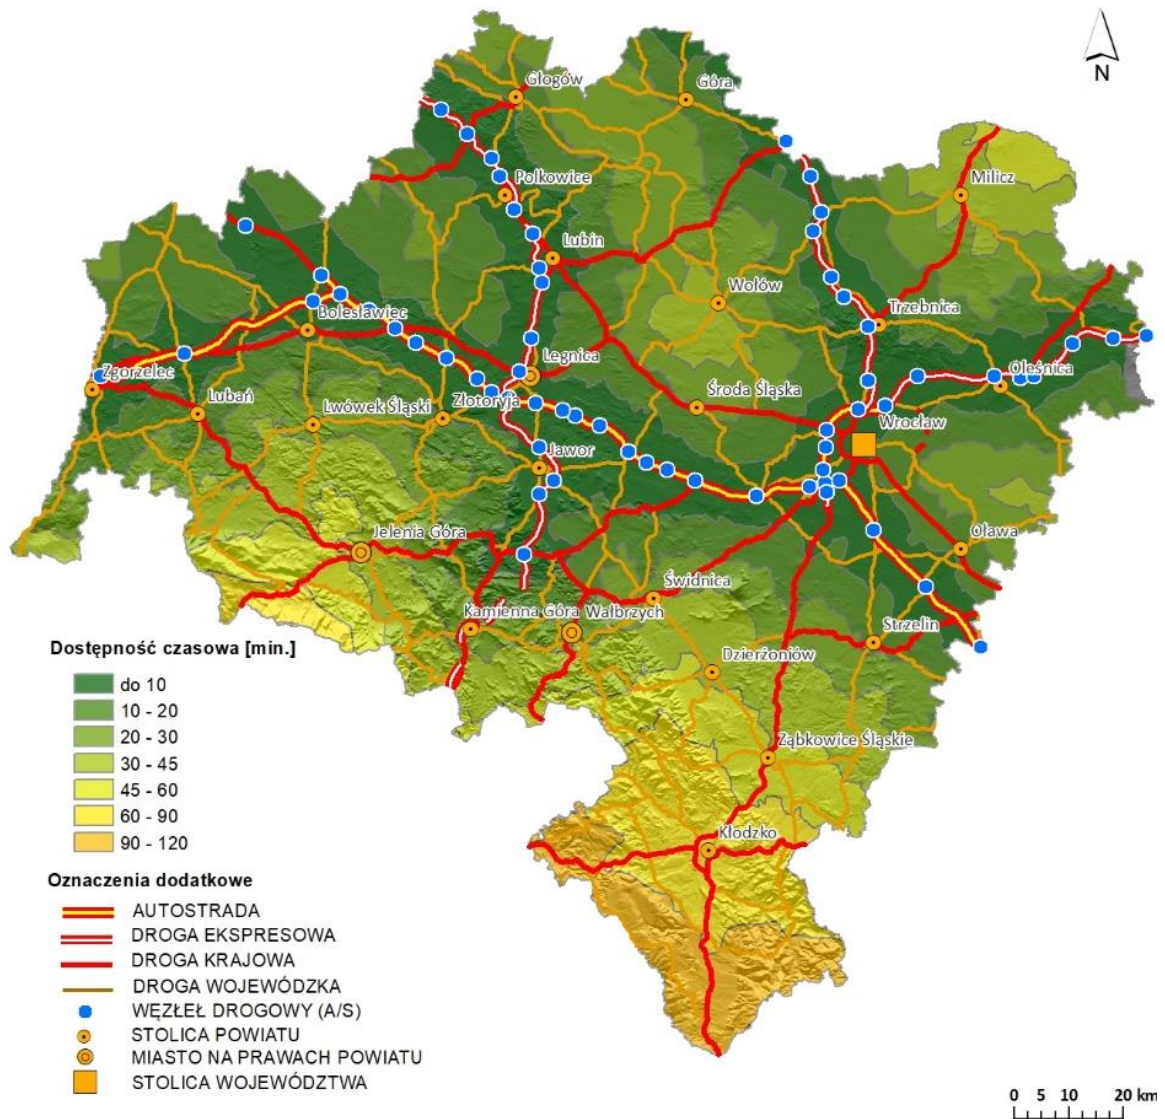 N
Głogów
Góra
Polkowice
Milicz
Lubin
Wołów
Trzebnica
Bolesławiec
Legnica
Zgorzelec
Oleśnica
Lubań
Lwówek Śląski
Złotoryja
Środa Śląska
Wrocław
Jawor
Jelenia Góra
Oława
Świdnica
Kamienna Góra
Wałbrzych
Strzelin
Dzierżoniów
Ząbkowice Śląskie
Kłodzko
Dostępność czasowa [min.]
do 10
10 - 20
20 - 30
30 - 45
45 - 60
60 - 90
90 - 120
Oznaczenia dodatkowe
AUTOSTRADA
DROGA EKSPRESOWA
DROGA KRAJOWA
DROGA WOJEWÓDZKA
WĘZŁEŁ DROGOWY (A/S)
STOLICA POWIATU
MIASTO NA PRAWACH POWIATU
STOLICA WOJEWÓDZTWA
0 5 10 20 km